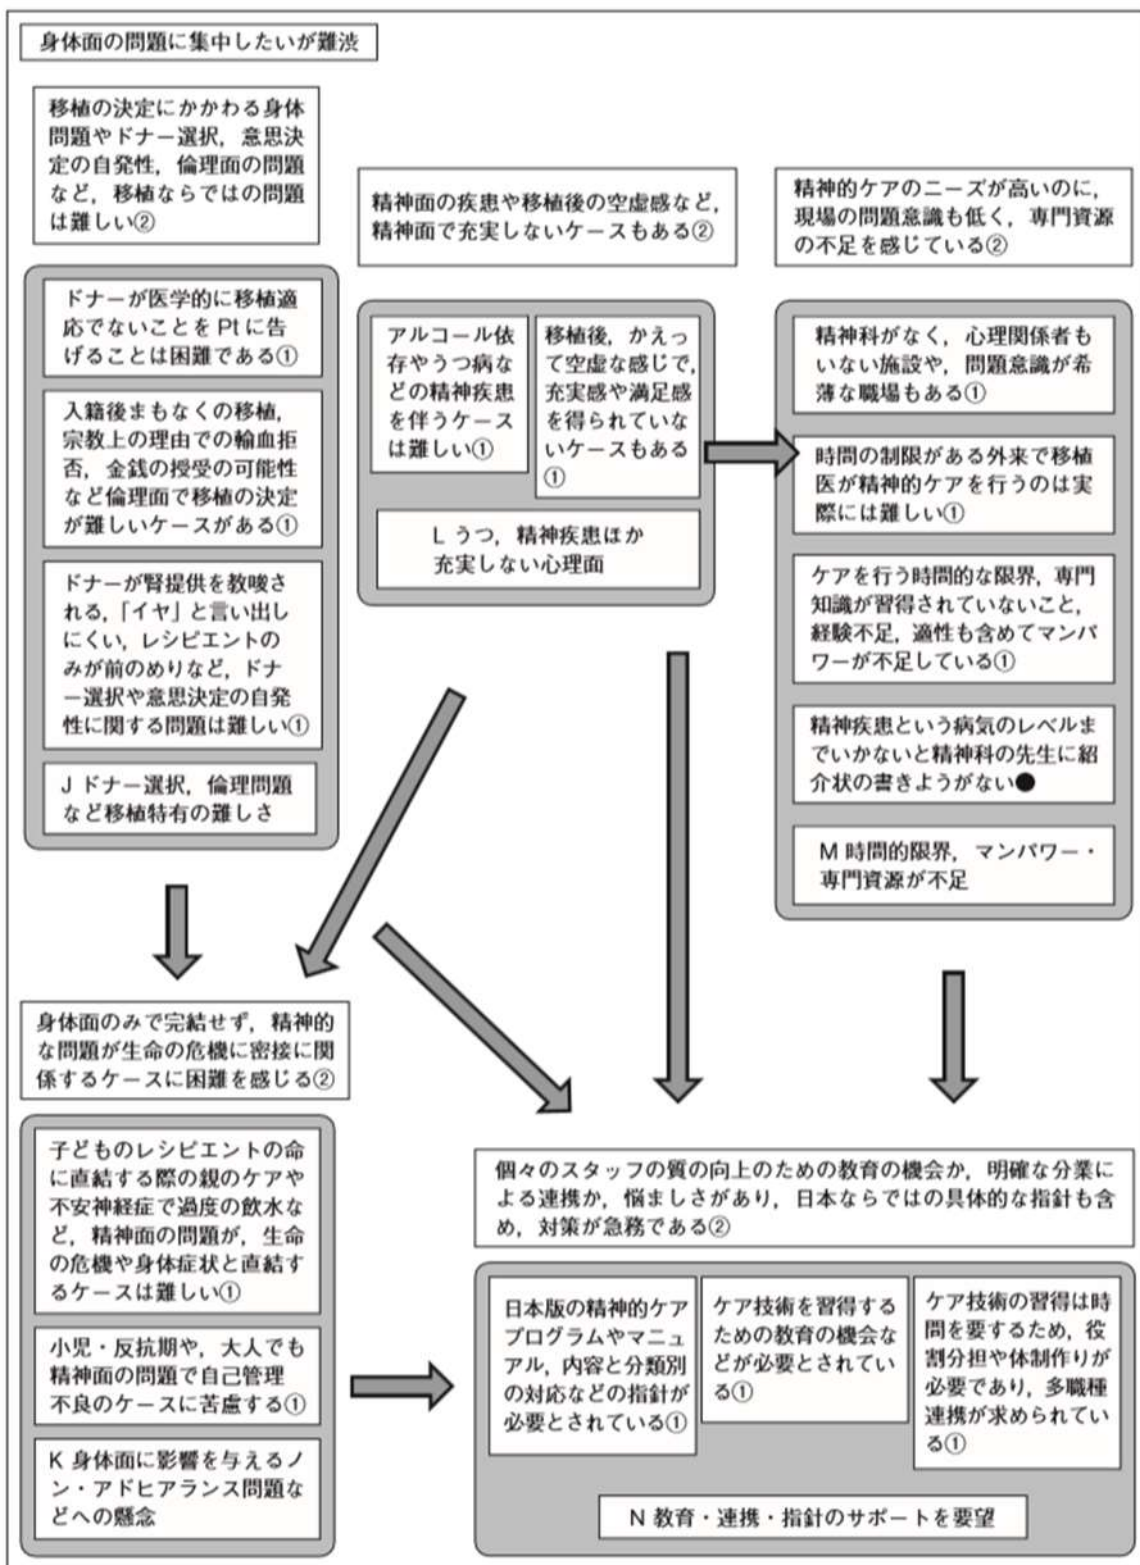 身体面の問題に集中したいが難渋
移植の決定にかかわる身体
問題やドナー選択，意思決
定の自発性，倫理面の問題
など，移植ならではの問題
は難しい②
ドナーが医学的に移植適
応でないことを Pt に告
げることは困難である①
入籍後まもなくの移植，
宗教上の理由での輸血拒
否，金銭の授受の可能性
など倫理面で移植の決定
が難しいケースがある①
ドナーが腎提供を教唆さ
れる，「イヤ」と言い出し
にくい，レシピエントの
みが前のめりなど，ドナ
ー選択や意思決定の自発
性に関する問題は難しい①
J ドナー選択，倫理問題
など移植特有の難しさ
精神面の疾患や移植後の空虚感など，
精神面で充実しないケースもある②
アルコール依
存やうつ病な
どの精神疾患
を伴うケース
は難しい①
移植後，かえっ
て空虚な感じで，
充実感や満足感
を得られていな
いケースもある
①
L うつ，精神疾患ほか
充実しない心理面
精神的ケアのニーズが高いのに，
現場の問題意識も低く，専門資源
の不足を感じている②
精神科がなく，心理関係者も
いない施設や，問題意識が希
薄な職場もある①
時間の制限がある外来で移植
医が精神的ケアを行うのは実
際には難しい①
ケアを行う時間的な限界，専門
知識が習得されていないこと，
経験不足，適性も含めてマンパ
ワーが不足している①
精神疾患という病気のレベルま
でいかないと精神科の先生に紹
介状の書きようがない●
M 時間的限界，マンパワー・
専門資源が不足
身体面のみで完結せず，精神的
な問題が生命の危機に密接に関
係するケースに困難を感じる②
子どものレシピエントの命
に直結する際の親のケアや
不安神経症で過度の飲水な
ど，精神面の問題が，生命
の危機や身体症状と直結す
るケースは難しい①
小児・反抗期や，大人でも
精神面の問題で自己管理
不良のケースに苦慮する①
K 身体面に影響を与えるノ
ン・アドヒアランス問題な
どへの懸念
個々のスタッフの質の向上のための教育の機会か，明確な分業に
よる連携か，悩ましさがあり，日本ならではの具体的な指針も含
め，対策が急務である②
日本版の精神的ケア
プログラムやマニュ
アル，内容と分類別
の対応などの指針が
必要とされている①
ケア技術を習得する
ための教育の機会な
どが必要とされてい
る①
ケア技術の習得は時
間を要するため，役
割分担や体制作りが
必要であり，多職種
連携が求められてい
る①
N 教育・連携・指針のサポートを要望